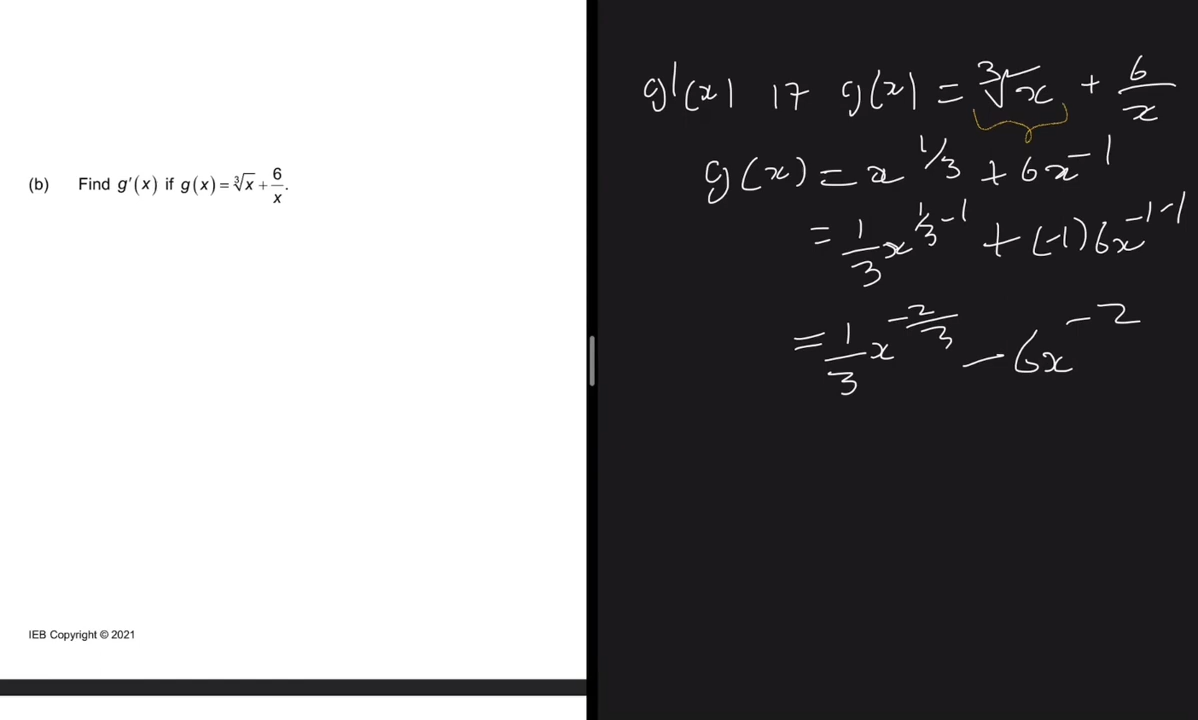 (b) Find g′(x) if g(x) = ∛x + 6/x.
IEB Copyright © 2021
g'(x) if g(x) = ∛x + 6/x
g(x) = x^1/3 + 6x^-1
= 1/3 x^1/3-1 + (-1)6x^-1-1
= 1/3 x^-2/3 - 6x^-2